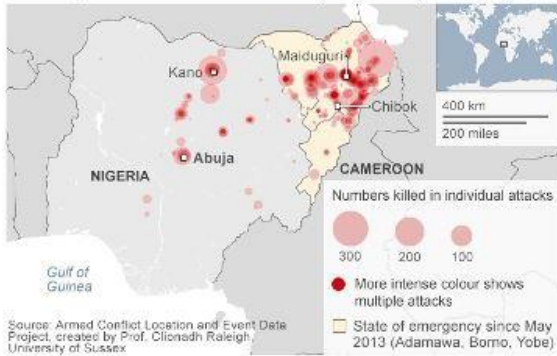 Maiduguri
Kano
Chibok
400 km
200 miles
Abuja
NIGERIA
CAMEROON
Numbers killed in individual attacks
300 200 100
More intense colour shows
multiple attacks
State of emergency since May
2013 (Adamawa, Borno, Yobe)
Gulf of
Guinea
Source: Armed Conflict Location and Event Data
Project, created by Prof. Clionadh Raleigh,
University of Sussex